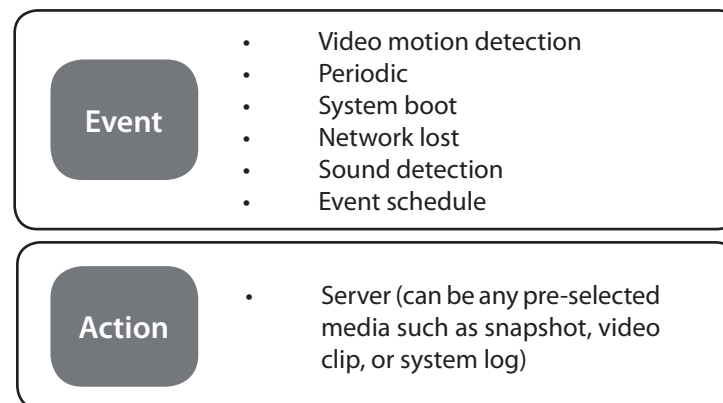 Event
• Video motion detection
• Periodic
• System boot
• Network lost
• Sound detection
• Event schedule
Action
• Server (can be any pre-selected
media such as snapshot, video
clip, or system log)